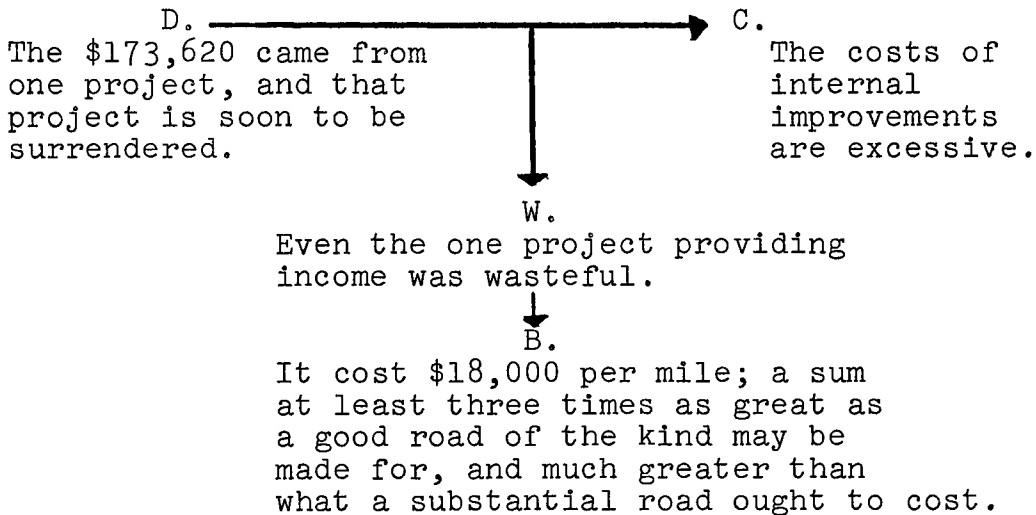 D.
C.
The $173,620 came from
one project, and that
project is soon to be
surrendered.
The costs of
internal
improvements
are excessive.
W.
Even the one project providing
income was wasteful.
B.
It cost $18,000 per mile; a sum
at least three times as great as
a good road of the kind may be
made for, and much greater than
what a substantial road ought to cost.